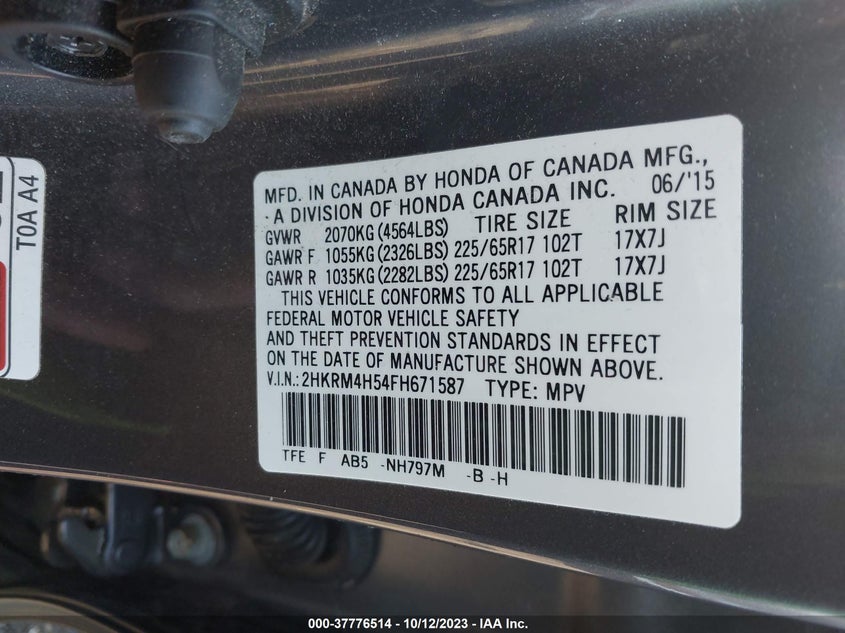 MFD. IN CANADA BY HONDA OF CANADA MFG.,
A DIVISION OF HONDA CANADA INC. 06/'15
GVWR 2070KG(4564LBS) TIRE SIZE RIM SIZE
GAWR F 1055KG(2326LBS) 225/65R17 102T 17X7J
GAWR R 1035KG(2282LBS) 225/65R17 102T 17X7J
THIS VEHICLE CONFORMS TO ALL APPLICABLE
FEDERAL MOTOR VEHICLE SAFETY
AND THEFT PREVENTION STANDARDS IN EFFECT
ON THE DATE OF MANUFACTURE SHOWN ABOVE.
V.I.N.: 2HKRM4H54FH671587 TYPE: MPV
TFE F AB5 -NH797M -B -H
T0A A4
000-37776514 - 10/12/2023 - IAA Inc.